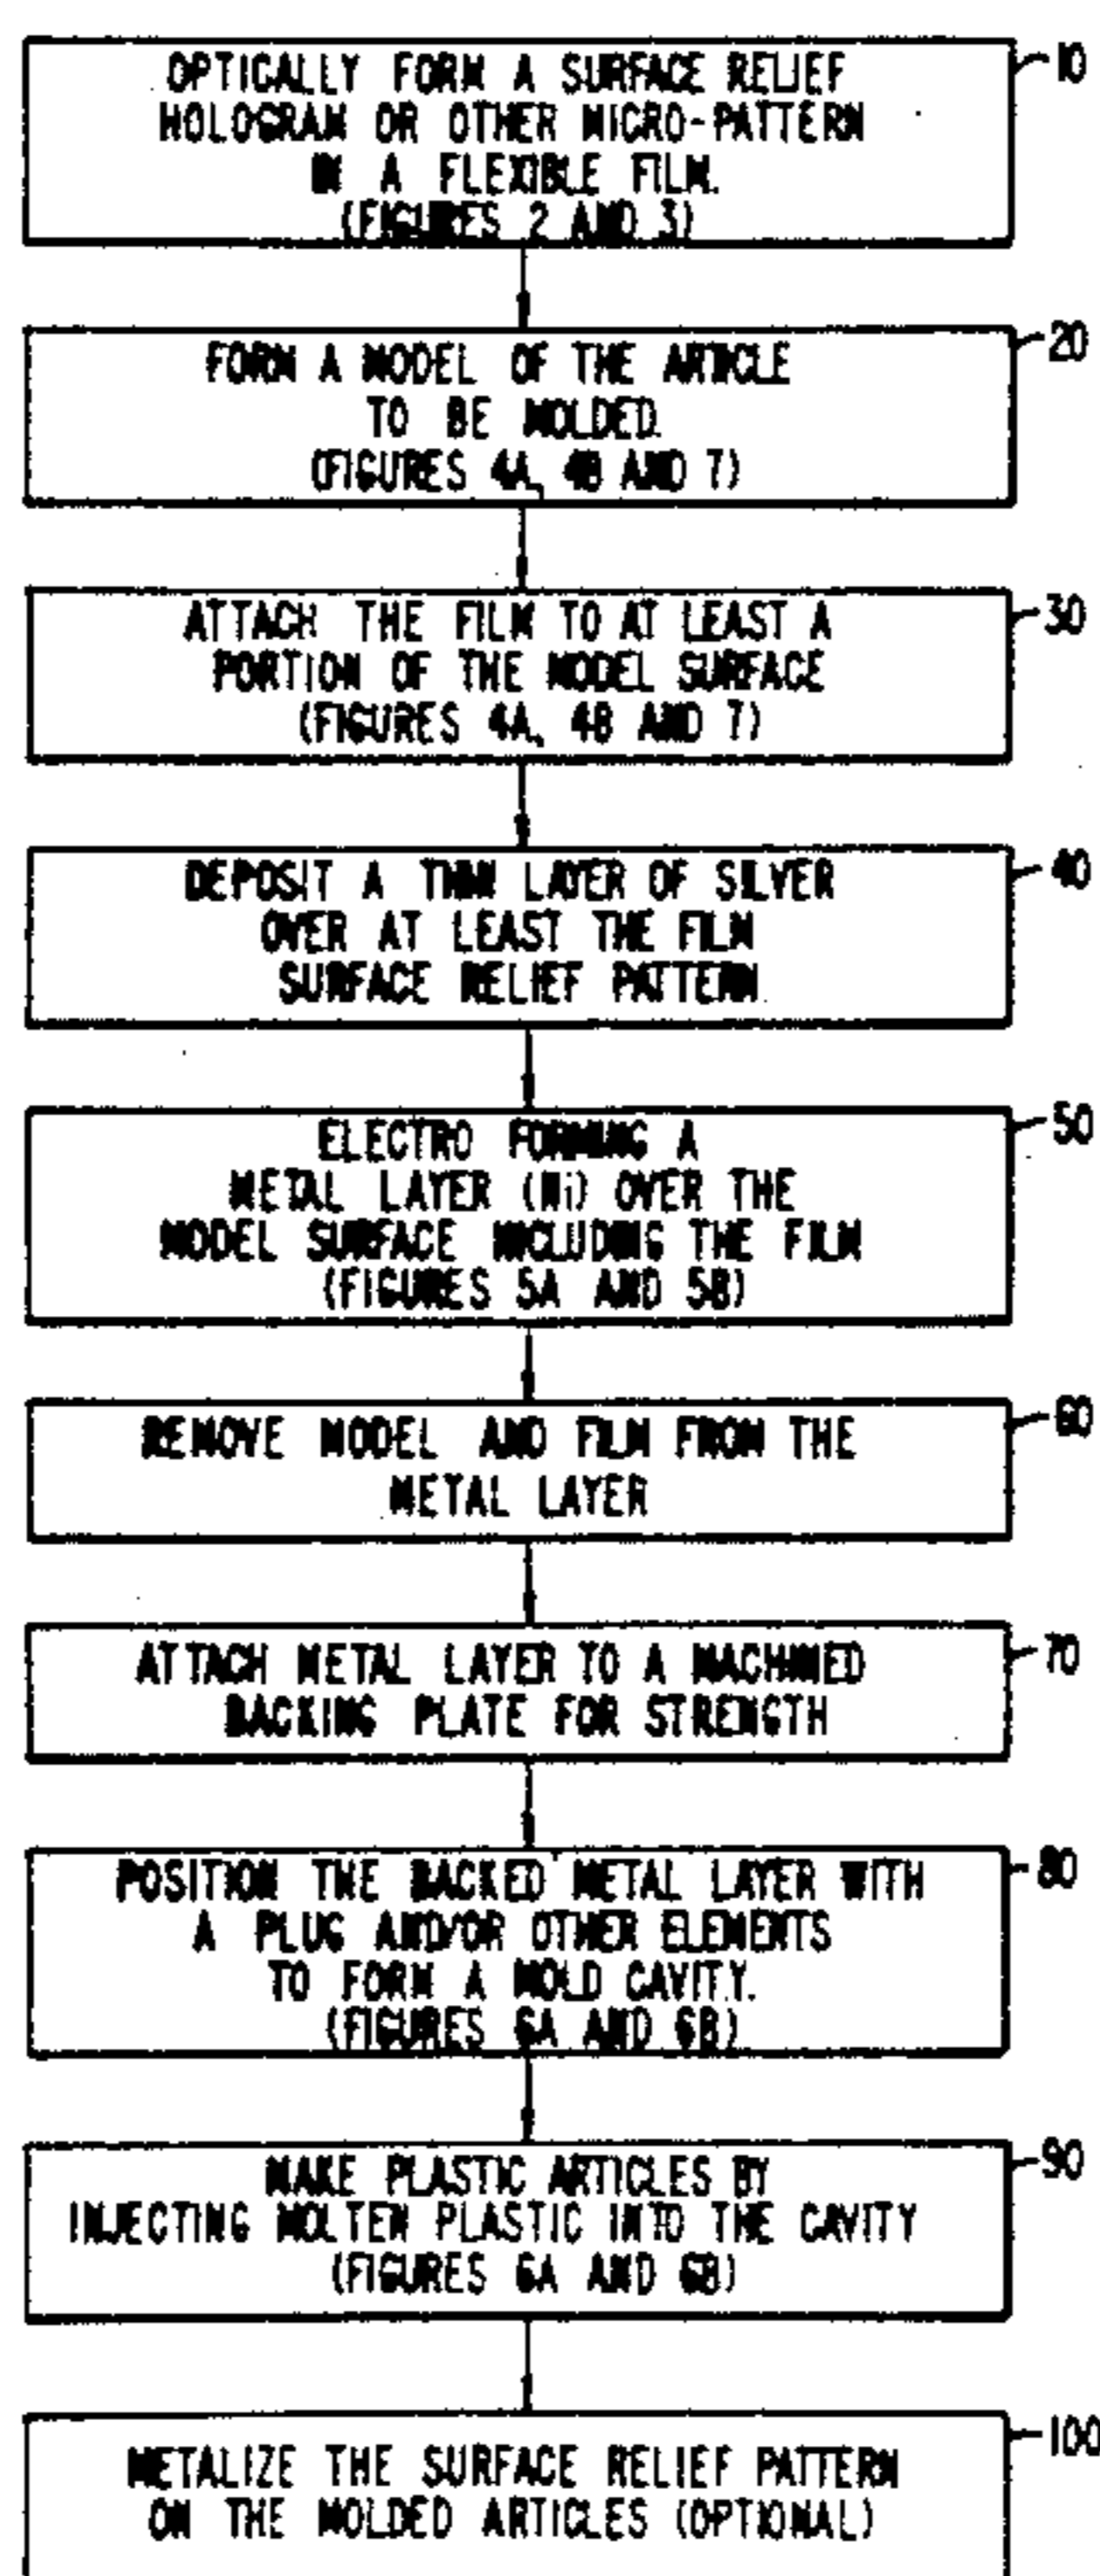 OPTICALLY FORM A SURFACE RELIEF
HOLOGRAM OR OTHER MICRO-PATTERN
IN A FLEXIBLE FILM.
(FIGURES 2 AND 3)
10
FORM A MODEL OF THE ARTICLE
TO BE MOLDED.
(FIGURES 4A, 4B AND 7)
20
ATTACH THE FILM TO AT LEAST A
PORTION OF THE MODEL SURFACE
(FIGURES 4A, 4B AND 7)
30
DEPOSIT A THIN LAYER OF SILVER
OVER AT LEAST THE FILM
SURFACE RELIEF PATTERN
40
ELECTRO FORMING A
METAL LAYER (Ni) OVER THE
MODEL SURFACE INCLUDING THE FILM
(FIGURES 5A AND 5B)
50
REMOVE MODEL AND FILM FROM THE
METAL LAYER
60
ATTACH METAL LAYER TO A MACHINED
BACKING PLATE FOR STRENGTH
70
POSITION THE BACKED METAL LAYER WITH
A PLUG AND/OR OTHER ELEMENTS
TO FORM A MOLD CAVITY.
(FIGURES 6A AND 6B)
80
MAKE PLASTIC ARTICLES BY
INJECTING MOLTEN PLASTIC INTO THE CAVITY
(FIGURES 6A AND 6B)
90
METALIZE THE SURFACE RELIEF PATTERN
ON THE MOLDED ARTICLES (OPTIONAL)
100